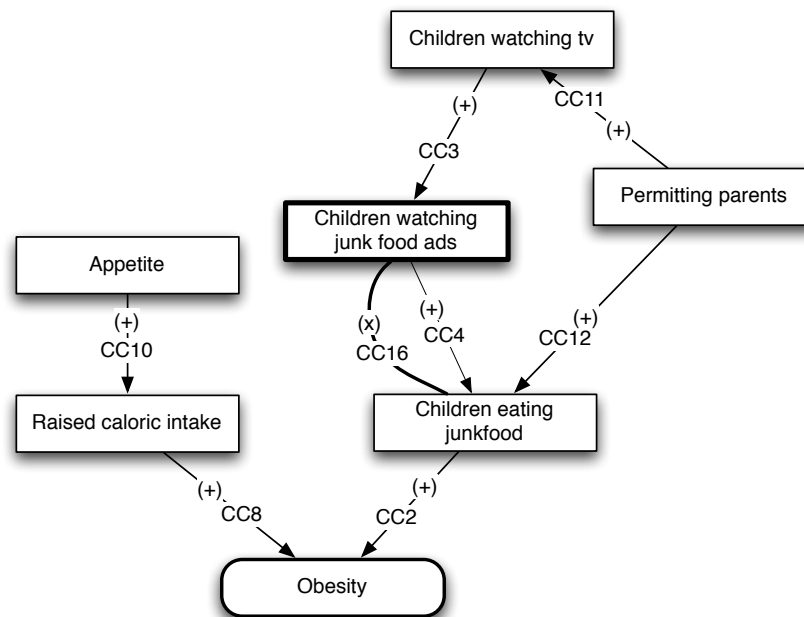 Children watching tv
(+)
CC11
(+)
CC3
Permitting parents
Children watching
junk food ads
Appetite
(+)
CC10
(x)
CC16
(+)
CC4
(+)
CC12
Raised caloric intake
Children eating
junkfood
(+)
CC8
(+)
CC2
Obesity